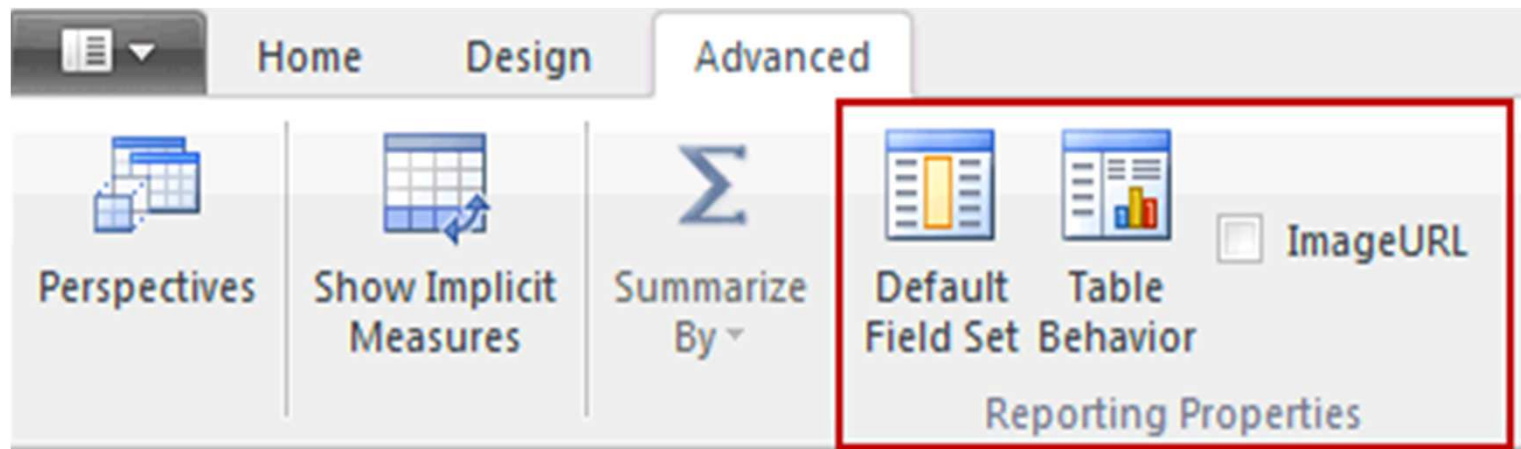 Home Design Advanced
Perspectives
Show Implicit
Measures
Summarize
By
Default
Field Set
Table
Behavior
ImageURL
Reporting Properties